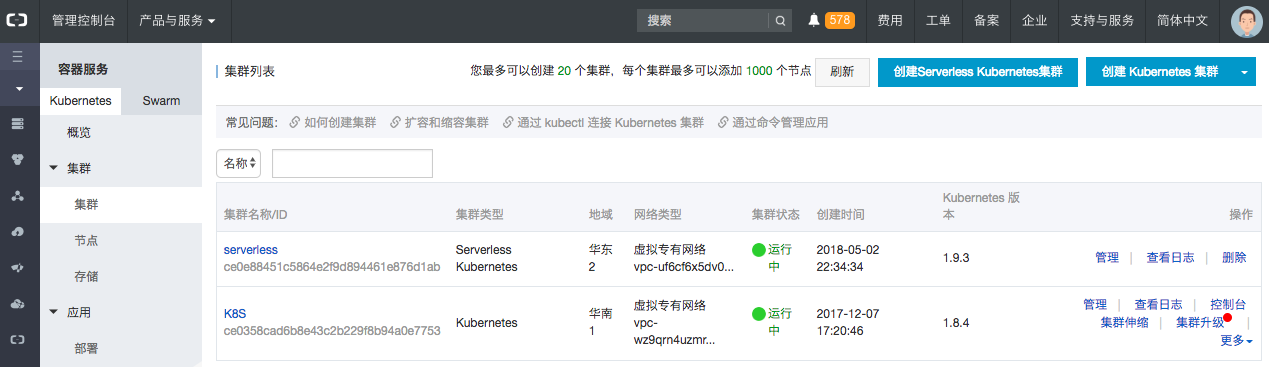 管理控制台 产品与服务 搜索 578 费用 工单 备案 企业 支持与服务 简体中文
容器服务
Kubernetes Swarm
概览
集群
集群
节点
存储
应用
部署
集群列表 您最多可以创建 20 个集群，每个集群最多可以添加 1000 个节点 刷新 创建Serverless Kubernetes集群 创建 Kubernetes 集群
常见问题： 如何创建集群 扩容和缩容集群 通过 kubectl 连接 Kubernetes 集群 通过命令管理应用
名称
集群名称/ID 集群类型 地域 网络类型 集群状态 创建时间 Kubernetes 版本 操作
serverless Serverless 华东 虚拟专有网络 运行 2018-05-02 1.9.3 管理 | 查看日志 | 删除
ce0e88451c5864e2f9d894461e876d1ab Kubernetes 2 vpc-uf6cf6x5dv0... 中 22:34:34
K8S Kubernetes 华南 虚拟专有网络 运行 2017-12-07 1.8.4 管理 | 查看日志 | 控制台
ce0358cad6b8e43c2b229f8b94a0e7753 1 vpc- 中 17:20:46 集群伸缩 | 集群升级 |
wz9qrn4uzmr... 更多